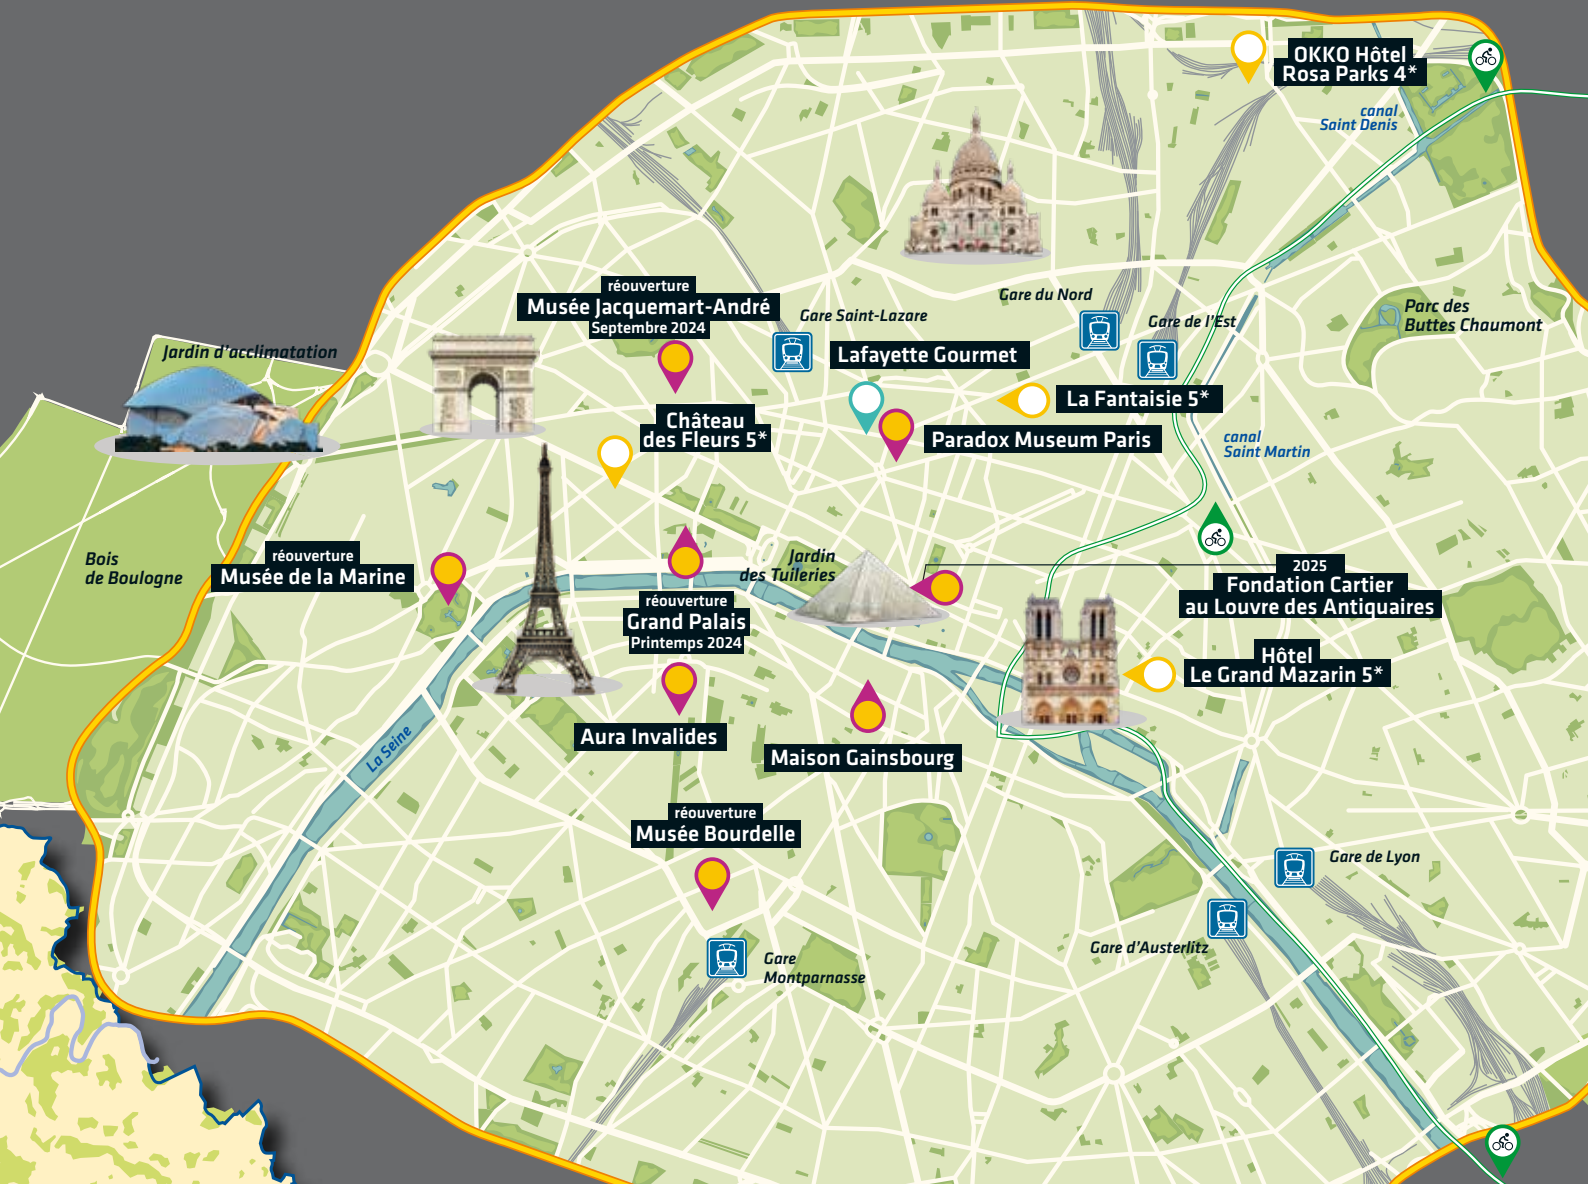 OKKO Hôtel
Rosa Parks 4*
canal
Saint Denis
réouverture
Musée Jacquemart-André
Septembre 2024
Gare Saint-Lazare
Gare du Nord
Gare de l'Est
Parc des
Buttes Chaumont
Jardin d'acclimatation
Lafayette Gourmet
La Fantaisie 5*
Château
des Fleurs 5*
Paradox Museum Paris
canal
Saint Martin
Bois
de Boulogne
réouverture
Musée de la Marine
Jardin
des Tuileries
2025
Fondation Cartier
au Louvre des Antiquaires
réouverture
Grand Palais
Printemps 2024
Hôtel
Le Grand Mazarin 5*
Aura Invalides
Maison Gainsbourg
La Seine
réouverture
Musée Bourdelle
Gare de Lyon
Gare d'Austerlitz
Gare
Montparnasse